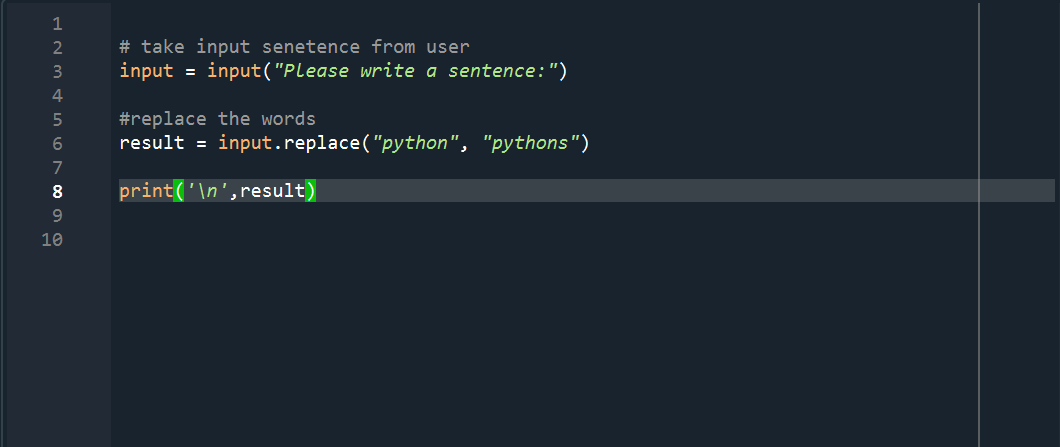 1
2 # take input senetence from user
3 input = input("Please write a sentence:")
4
5 #replace the words
6 result = input.replace("python", "pythons")
7
8 print('\n',result)
9
10